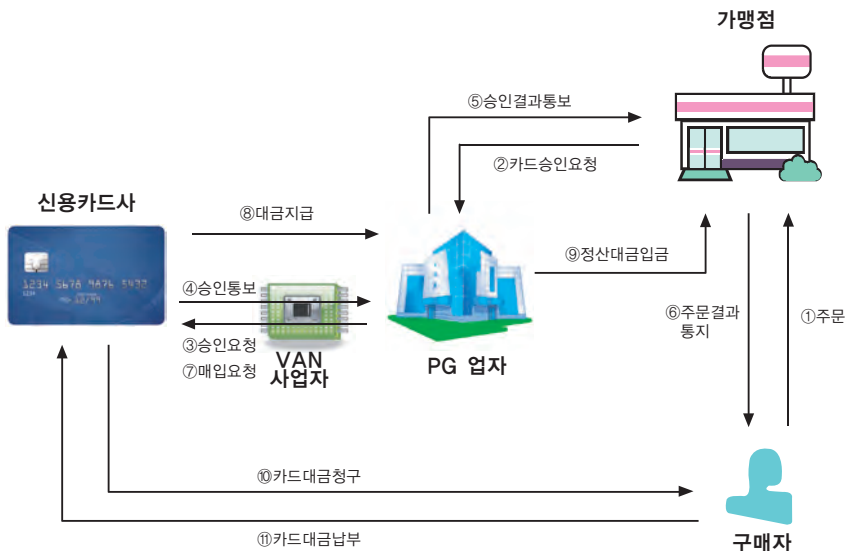 가맹점
⑤승인결과통보
②카드승인요청
신용카드사
⑧대금지급
⑨정산대금입금
1234 5678 9876 5432
1234
12/99
④승인통보
③승인요청
⑦매입요청
VAN
사업자
PG 업자
⑥주문결과
통지
①주문
⑩카드대금청구
⑪카드대금납부
구매자